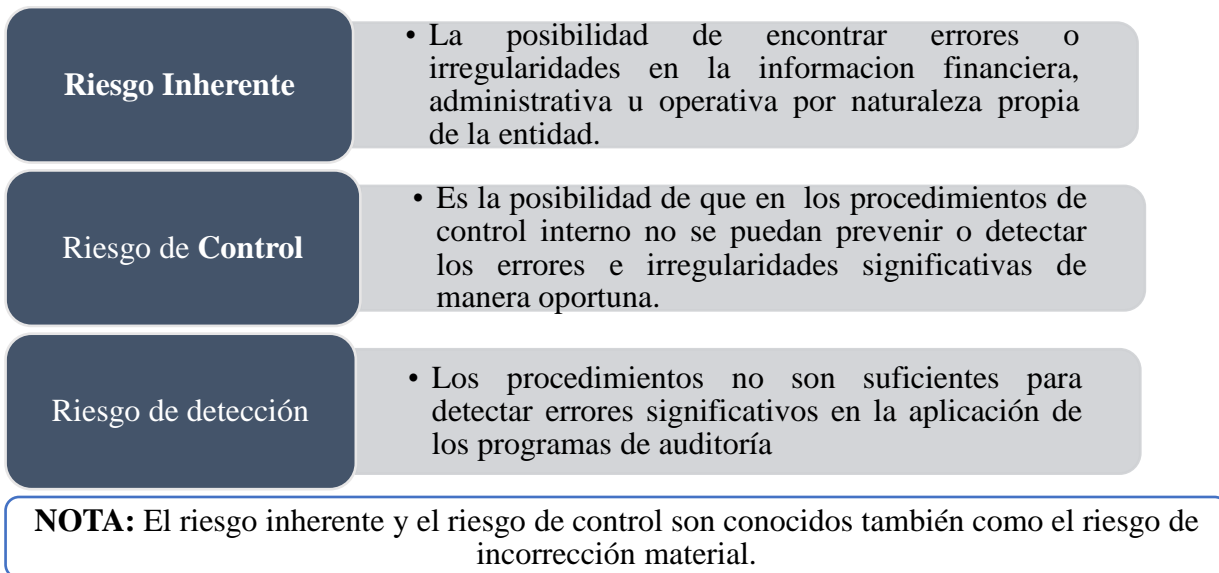 Riesgo Inherente
• La posibilidad de encontrar errores o
irregularidades en la informacion financiera,
administrativa u operativa por naturaleza propia
de la entidad.
Riesgo de Control
• Es la posibilidad de que en los procedimientos de
control interno no se puedan prevenir o detectar
los errores e irregularidades significativas de
manera oportuna.
Riesgo de detección
• Los procedimientos no son suficientes para
detectar errores significativos en la aplicación de
los programas de auditoría
NOTA: El riesgo inherente y el riesgo de control son conocidos también como el riesgo de
incorrección material.